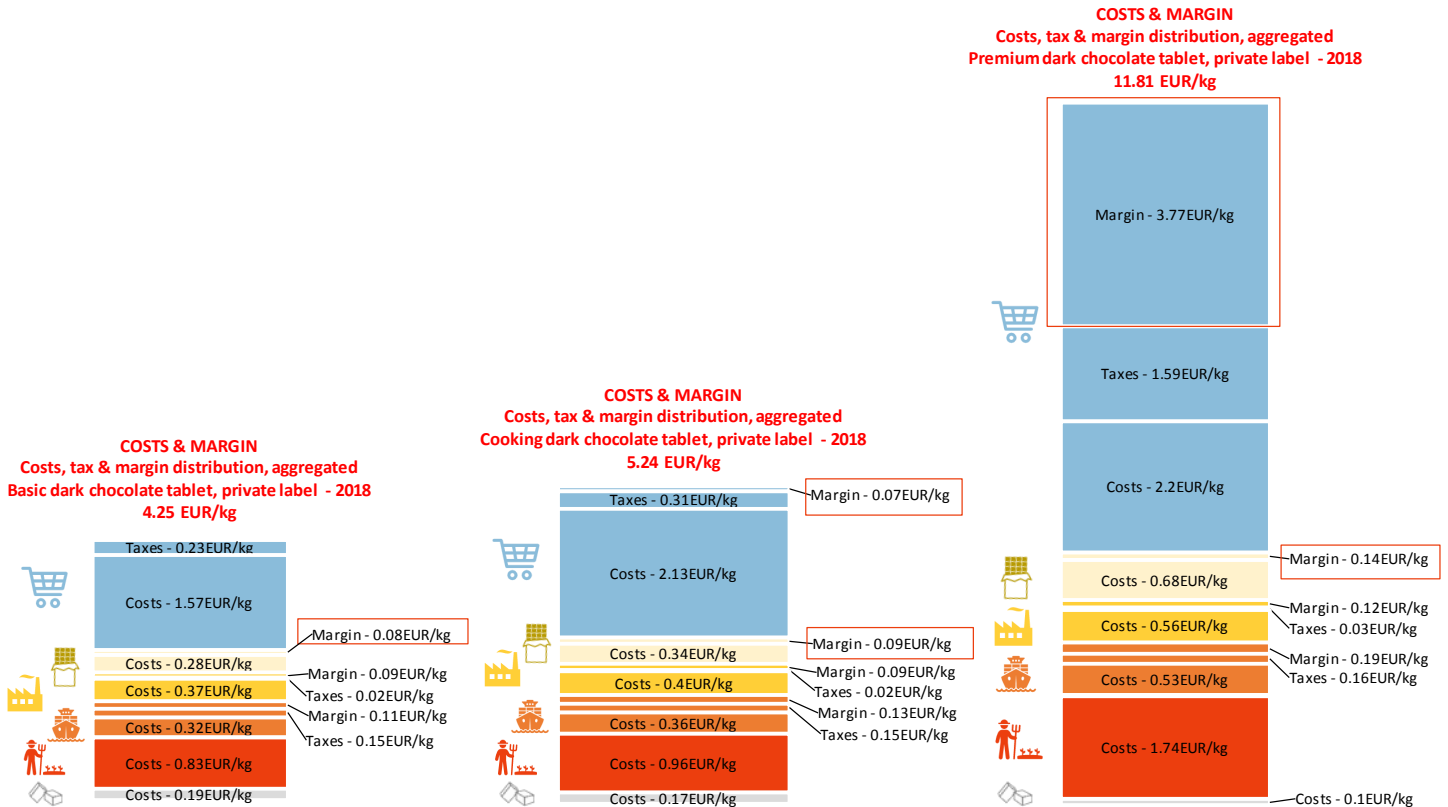 COSTS & MARGIN
Costs, tax & margin distribution, aggregated
Basic dark chocolate tablet, private label - 2018
4.25 EUR/kg
Taxes - 0.23EUR/kg
Costs - 1.57EUR/kg
Margin - 0.08EUR/kg
Costs - 0.28EUR/kg
Margin - 0.09EUR/kg
Taxes - 0.02EUR/kg
Costs - 0.37EUR/kg
Margin - 0.11EUR/kg
Taxes - 0.15EUR/kg
Costs - 0.32EUR/kg
Costs - 0.83EUR/kg
Costs - 0.19EUR/kg
COSTS & MARGIN
Costs, tax & margin distribution, aggregated
Cooking dark chocolate tablet, private label - 2018
5.24 EUR/kg
Margin - 0.07EUR/kg
Taxes - 0.31EUR/kg
Costs - 2.13EUR/kg
Margin - 0.09EUR/kg
Costs - 0.34EUR/kg
Margin - 0.09EUR/kg
Taxes - 0.02EUR/kg
Costs - 0.4EUR/kg
Margin - 0.13EUR/kg
Taxes - 0.15EUR/kg
Costs - 0.36EUR/kg
Costs - 0.96EUR/kg
Costs - 0.17EUR/kg
COSTS & MARGIN
Costs, tax & margin distribution, aggregated
Premium dark chocolate tablet, private label - 2018
11.81 EUR/kg
Margin - 3.77EUR/kg
Taxes - 1.59EUR/kg
Costs - 2.2EUR/kg
Margin - 0.14EUR/kg
Costs - 0.68EUR/kg
Margin - 0.12EUR/kg
Taxes - 0.03EUR/kg
Costs - 0.56EUR/kg
Margin - 0.19EUR/kg
Taxes - 0.16EUR/kg
Costs - 0.53EUR/kg
Costs - 1.74EUR/kg
Costs - 0.1EUR/kg